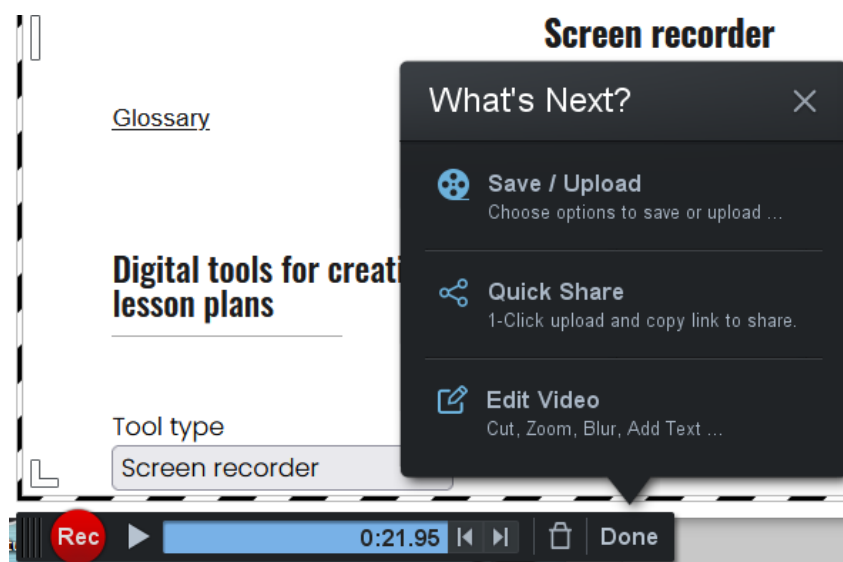 Screen recorder
What's Next?
Glossary
Save / Upload
Choose options to save or upload ...
Digital tools for creati
lesson plans
Quick Share
1-Click upload and copy link to share.
Edit Video
Cut, Zoom, Blur, Add Text ...
Tool type
Screen recorder
Rec 0:21.95 Done